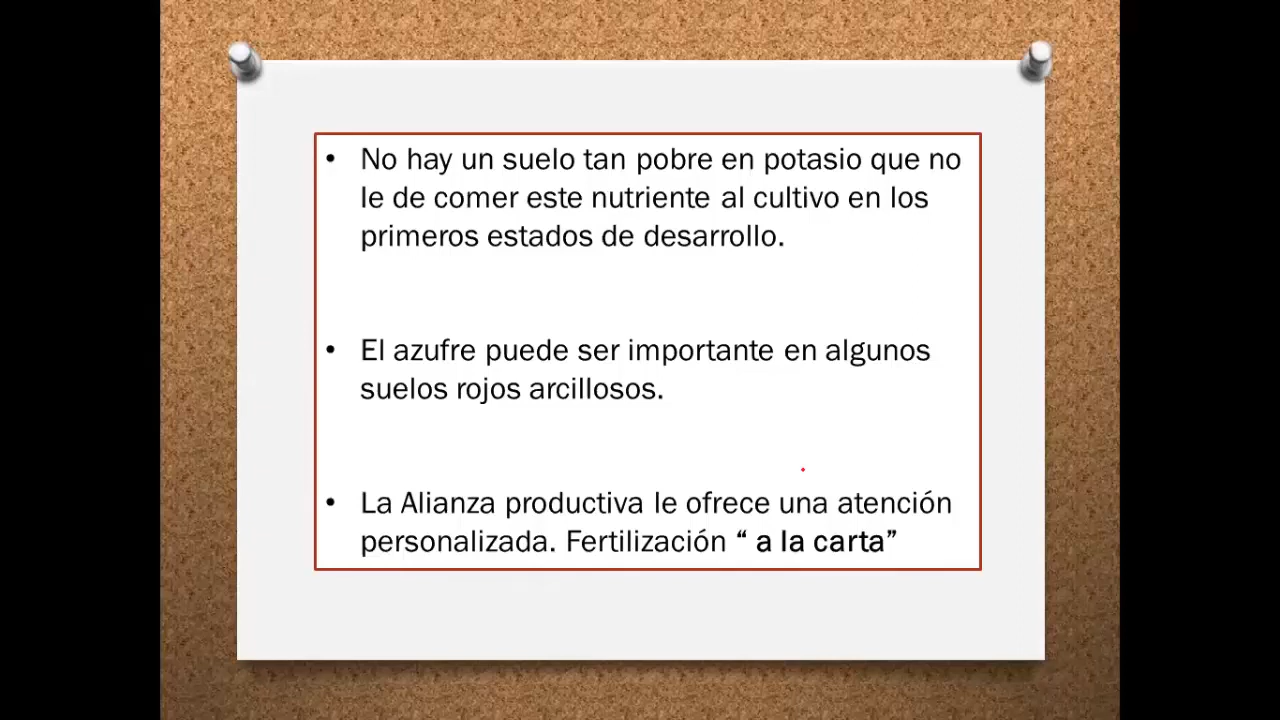 • No hay un suelo tan pobre en potasio que no
le de comer este nutriente al cultivo en los
primeros estados de desarrollo.
• El azufre puede ser importante en algunos
suelos rojos arcillosos.
• La Alianza productiva le ofrece una atención
personalizada. Fertilización “ a la carta”